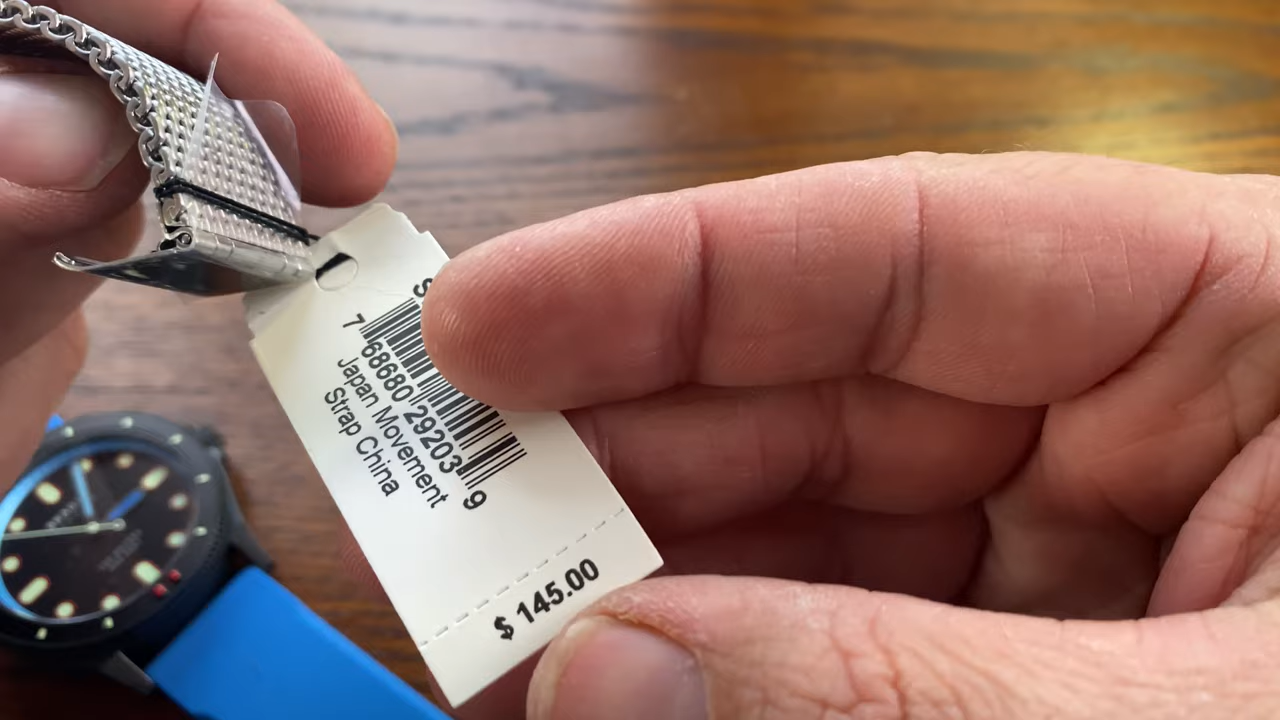 S
7 68680 29203 9
Japan Movement
Strap China
$ 145.00